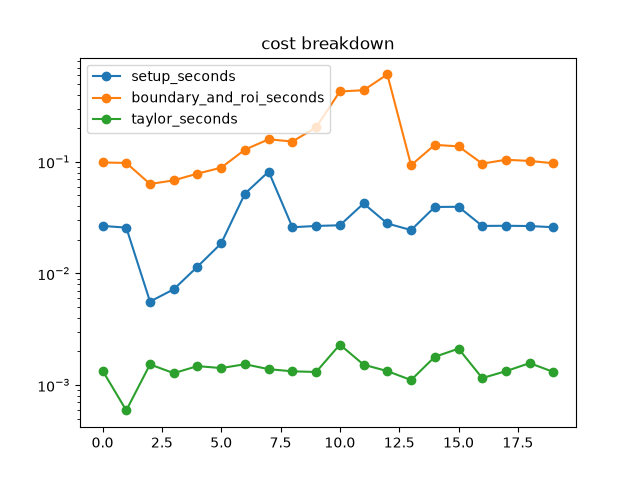 cost breakdown
setup_seconds
boundary_and_roi_seconds
taylor_seconds
10⁻¹
10⁻²
10⁻³
0.0 2.5 5.0 7.5 10.0 12.5 15.0 17.5